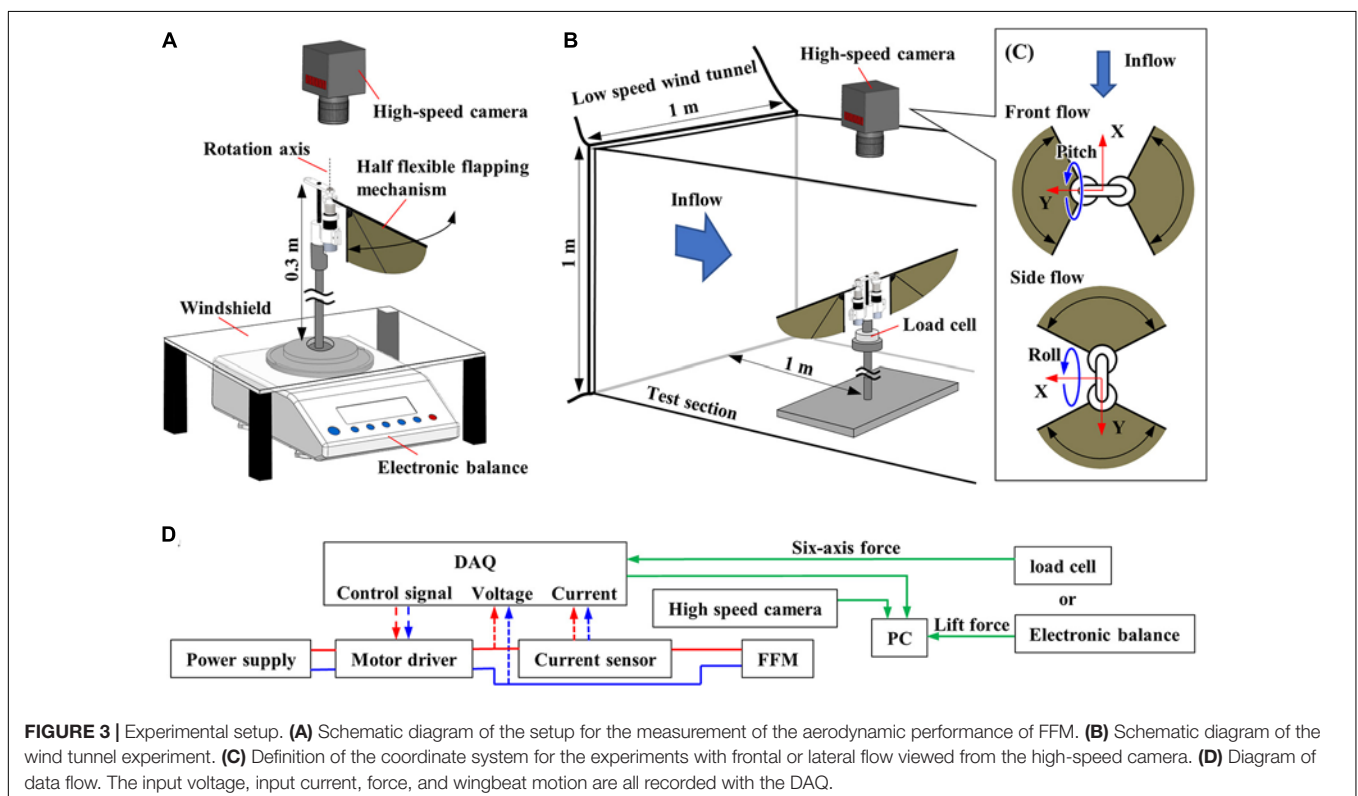 A
High-speed camera
Rotation axis
Half flexible flapping
mechanism
0.3 m
Windshield
Electronic balance
B
Low speed wind tunnel
1 m
High-speed camera
1 m
Inflow
Load cell
1 m
Test section
(C)
Inflow
Front flow
X
Pitch
Y
Side flow
Roll
X
Y
D
DAQ
Control signal Voltage Current
Six-axis force
load cell
or
High speed camera
PC
Lift force
Electronic balance
Power supply
Motor driver
Current sensor
FFM
FIGURE 3 | Experimental setup. (A) Schematic diagram of the setup for the measurement of the aerodynamic performance of FFM. (B) Schematic diagram of the
wind tunnel experiment. (C) Definition of the coordinate system for the experiments with frontal or lateral flow viewed from the high-speed camera. (D) Diagram of
data flow. The input voltage, input current, force, and wingbeat motion are all recorded with the DAQ.